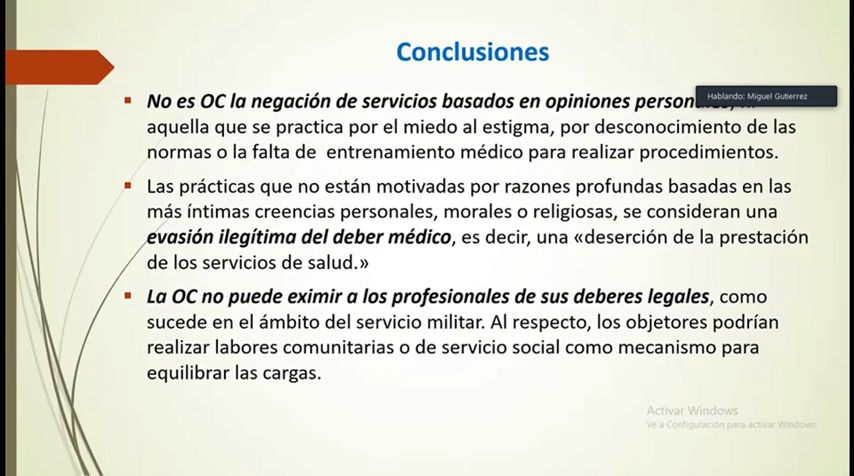 Conclusiones
No es OC la negación de servicios basados en opiniones
Hablando: Miguel Gutierrez
aquella que se practica por el miedo al estigma, por desconocimiento de las
normas o la falta de entrenamiento médico para realizar procedimientos.
Las prácticas que no están motivadas por razones profundas basadas en las
más íntimas creencias personales, morales o religiosas, se consideran una
evasión ilegítima del deber médico, es decir, una «deserción de la prestación
de los servicios de salud.»
La OC no puede eximir a los profesionales de sus deberes legales, como
sucede en el ámbito del servicio militar. Al respecto, los objetores podrían
realizar labores comunitarias o de servicio social como mecanismo para
equilibrar las cargas.
Activar Windows
Ve a Configuración para activar Windows.